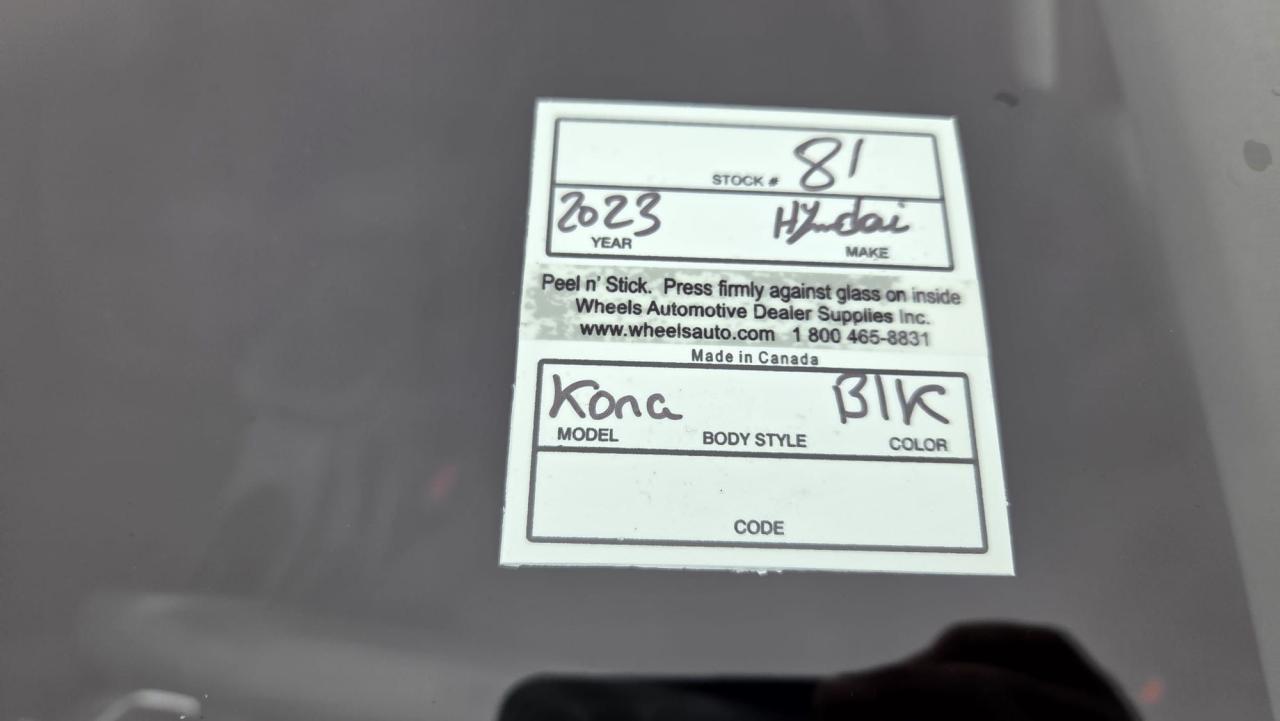 STOCK # 81
2023 Hyndai
YEAR MAKE
Peel n' Stick. Press firmly against glass on inside
Wheels Automotive Dealer Supplies Inc.
www.wheelsauto.com 1 800 465-8831
Made in Canada
Kona Blk
MODEL BODY STYLE COLOR
CODE